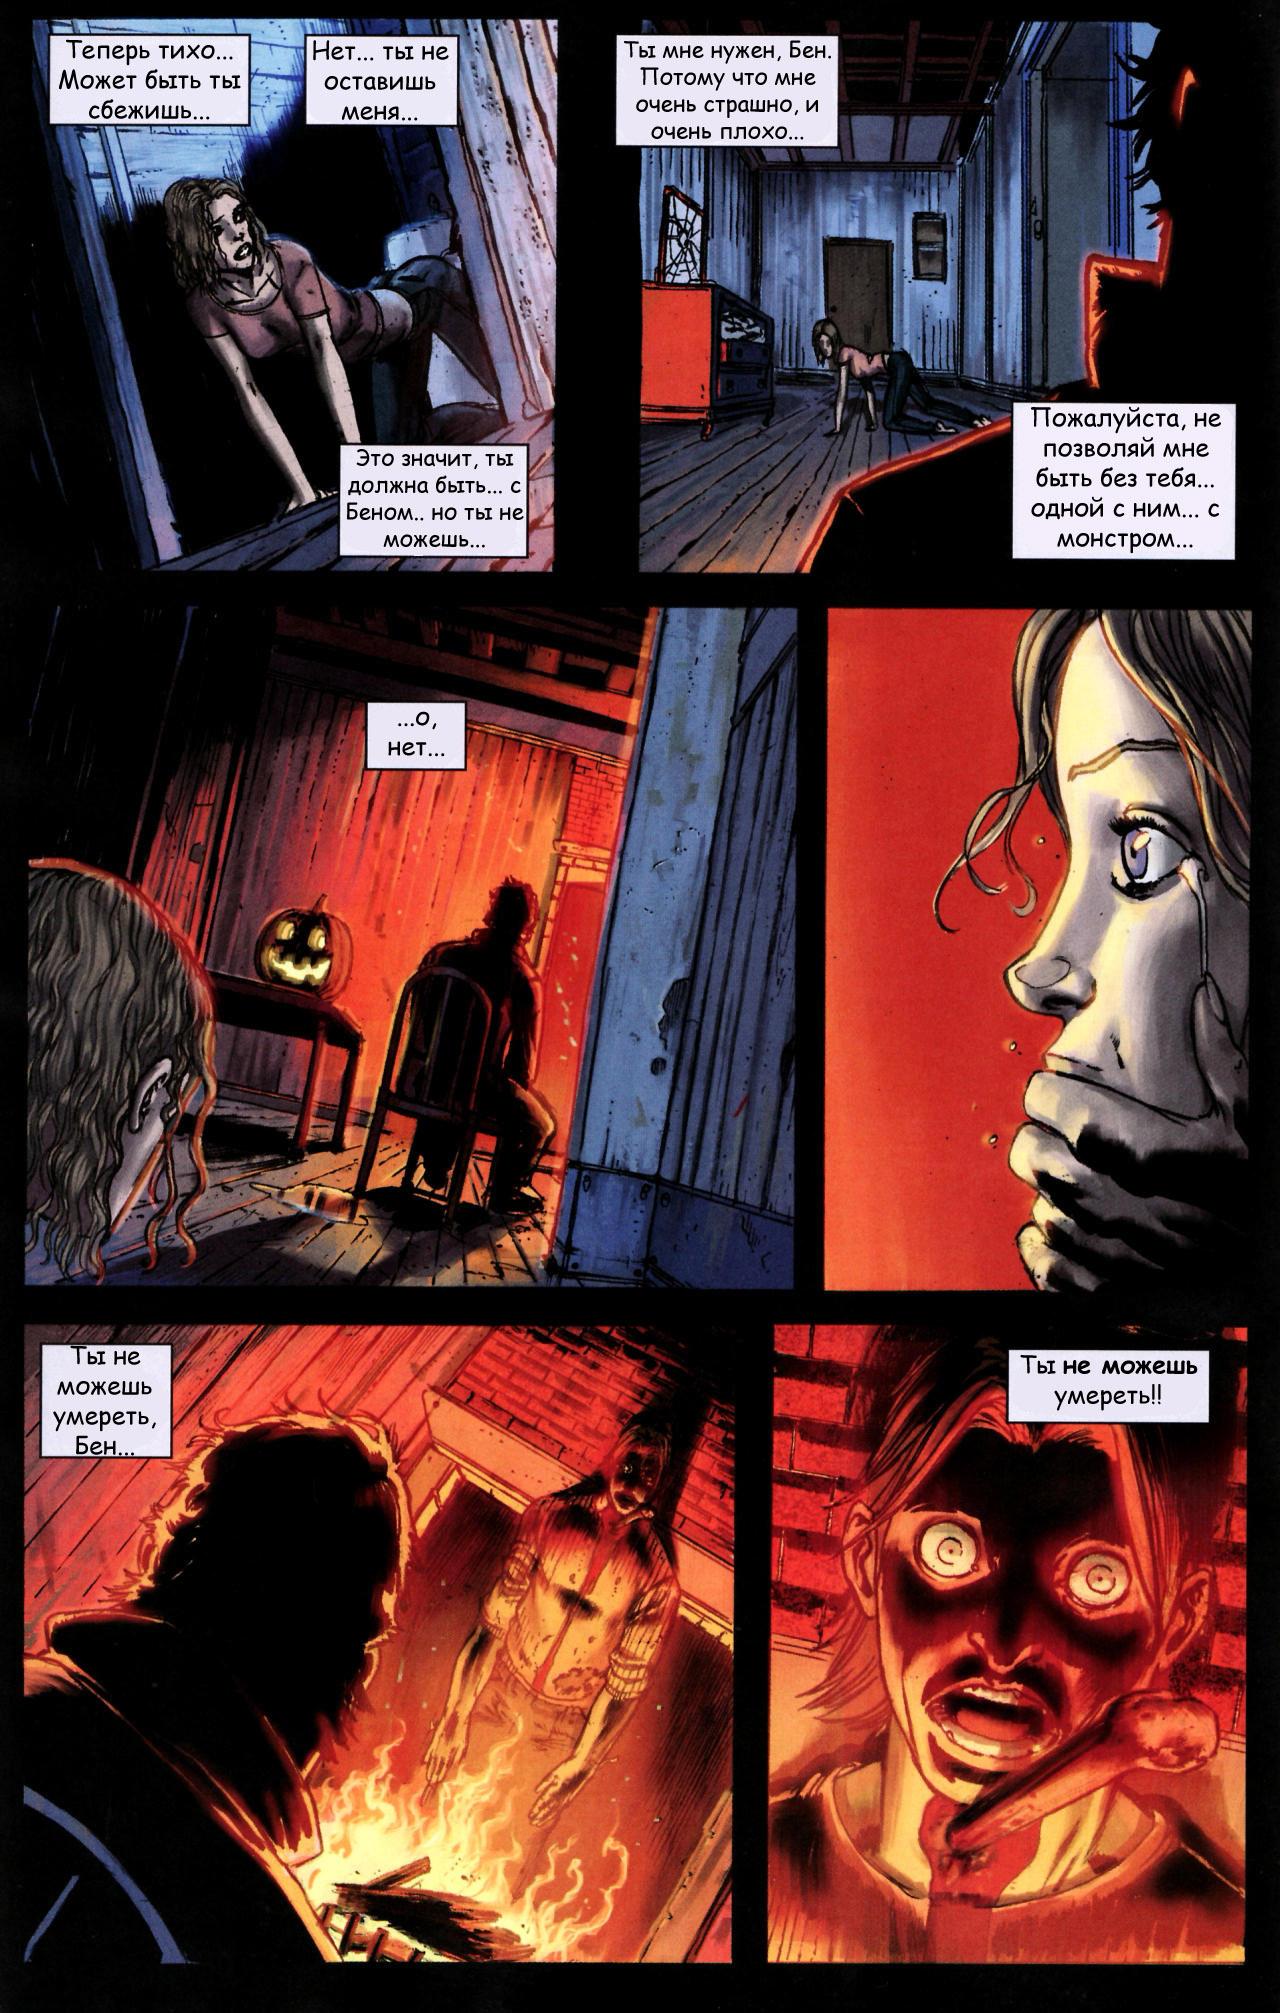 Теперь тихо...
Может быть ты
сбежишь...
Нет... ты не
оставишь
меня...
Это значит, ты
должна быть... с
Беном.. но ты не
можешь...
Ты мне нужен, Бен.
Потому что мне
очень страшно, и
очень плохо...
Пожалуйста, не
позволяй мне
быть без тебя...
одной с ним... с
монстром...
...о,
нет...
Ты не
можешь
умереть,
Бен...
Ты не можешь
умереть!!